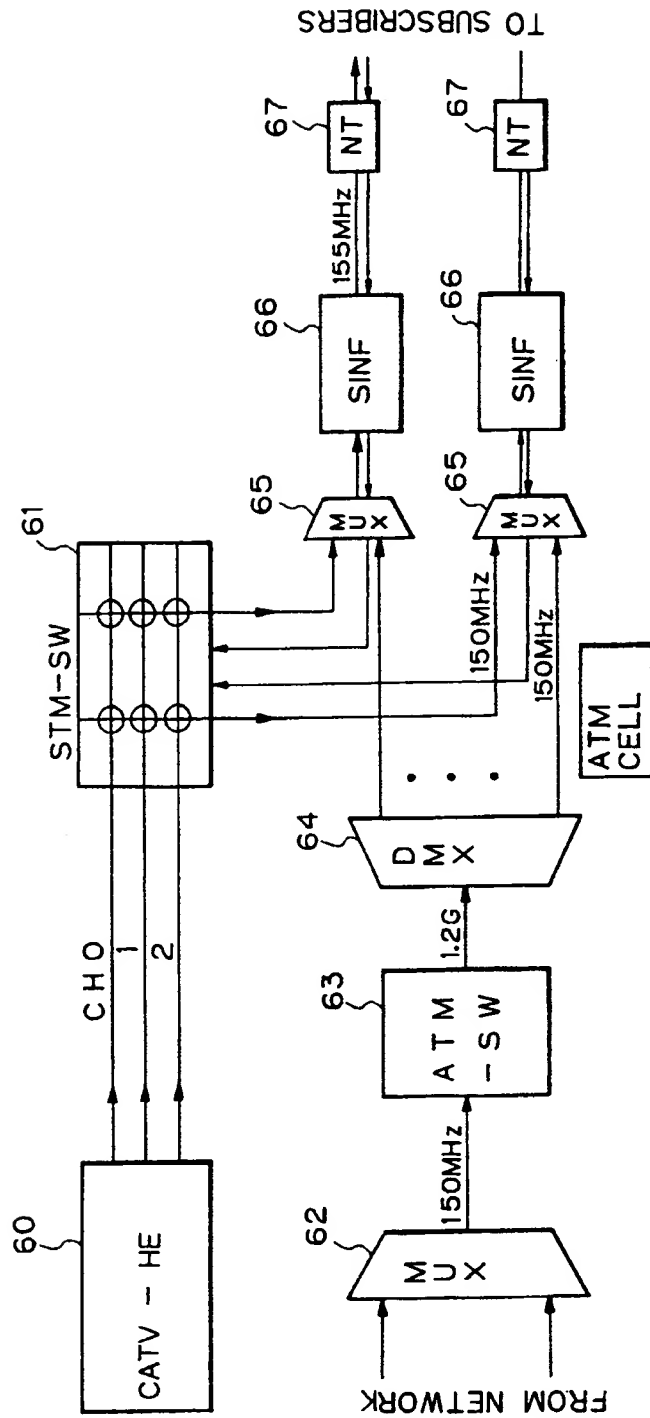 60
CATV - HE
CH0
1
2
STM-SW
61
FROM NETWORK
62
MUX
150MHz
63
ATM
-SW
1.2G
64
DMX
150MHz
150MHz
ATM
CELL
65
MUX
65
MUX
66
SINF
66
SINF
155MHz
67
NT
67
NT
TO SUBSCRIBERS